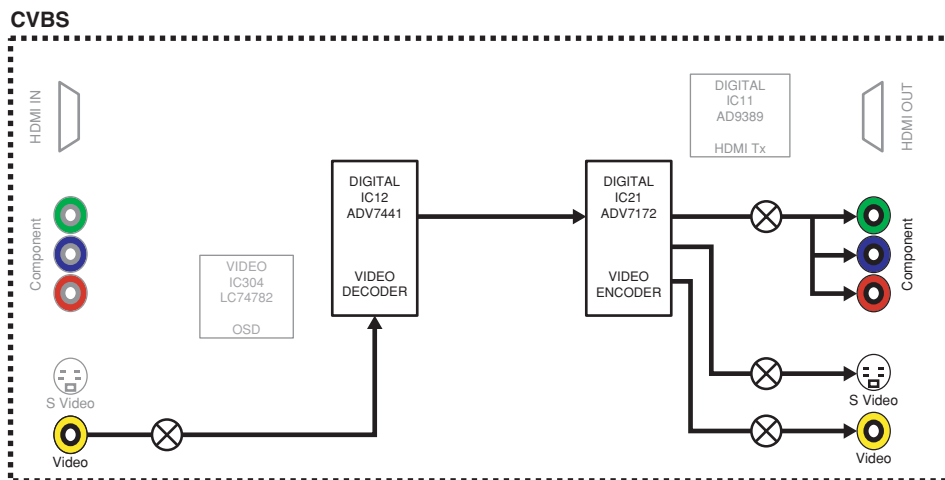 CVBS
HDMI IN
DIGITAL
IC11
AD9389
HDMI Tx
HDMI OUT
DIGITAL
IC12
ADV7441
VIDEO
DECODER
DIGITAL
IC21
ADV7172
VIDEO
ENCODER
Component
VIDEO
IC304
LC74782
OSD
Component
S Video
Video
S Video
Video